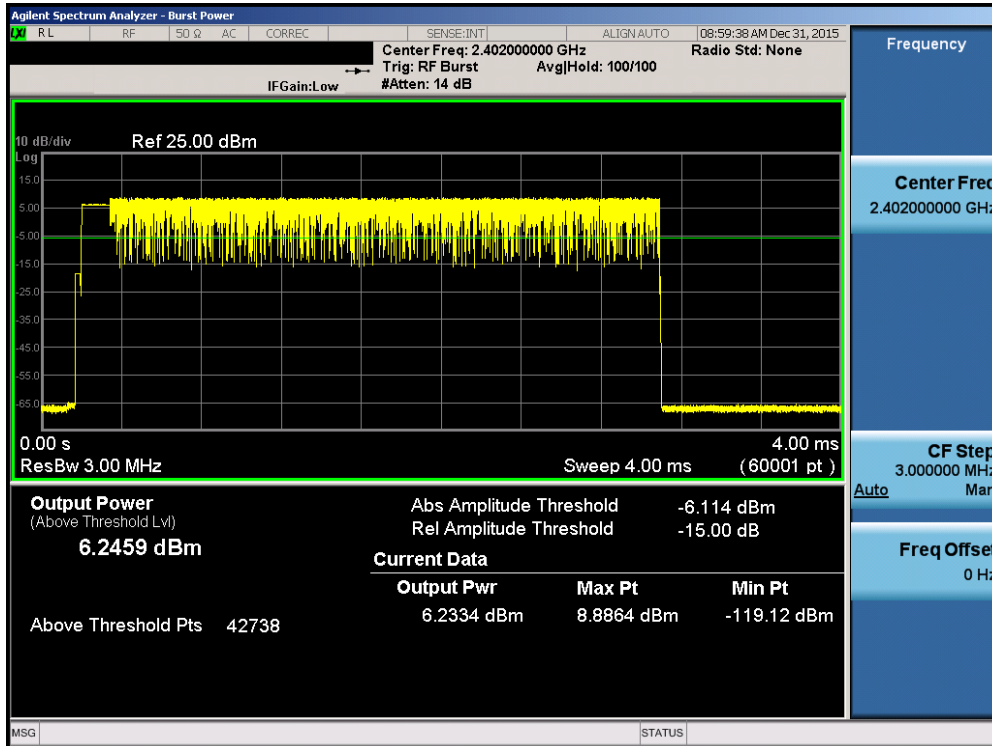 Agilent Spectrum Analyzer - Burst Power
LXI RL RF 50 Ω AC CORREC SENSE:INT ALIGN AUTO 08:59:38 AM Dec 31, 2015
Center Freq: 2.402000000 GHz Radio Std: None
Trig: RF Burst Avg|Hold: 100/100
IFGain:Low #Atten: 14 dB
Frequency
10 dB/div Ref 25.00 dBm
Log
15.0
5.00
-5.00
-15.0
-25.0
-35.0
-45.0
-55.0
-65.0
0.00 s 4.00 ms
ResBw 3.00 MHz Sweep 4.00 ms (60001 pt)
Output Power
(Above Threshold Lvl)
6.2459 dBm
Above Threshold Pts 42738
Abs Amplitude Threshold -6.114 dBm
Rel Amplitude Threshold -15.00 dB
Current Data
Output Pwr Max Pt Min Pt
6.2334 dBm 8.8864 dBm -119.12 dBm
Center Freq
2.402000000 GHz
CF Step
3.000000 MHz
Auto Man
Freq Offset
0 Hz
MSG STATUS